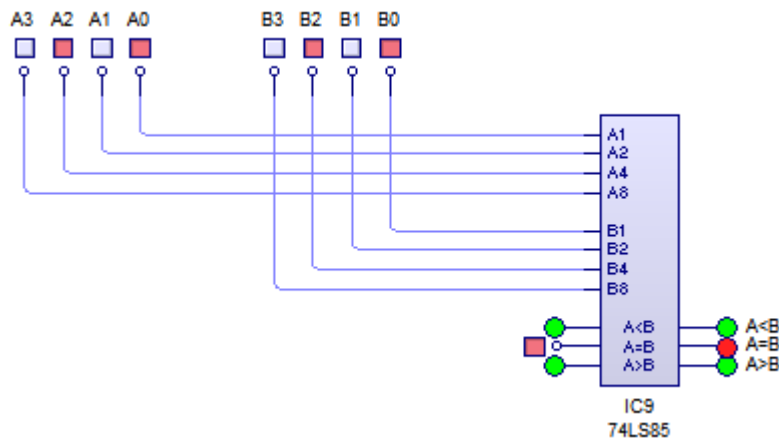 A3 A2 A1 A0 B3 B2 B1 B0
A1
A2
A4
A8
B1
B2
B4
B8
A<B A<B
A=B A=B
A>B A>B
IC9
74LS85